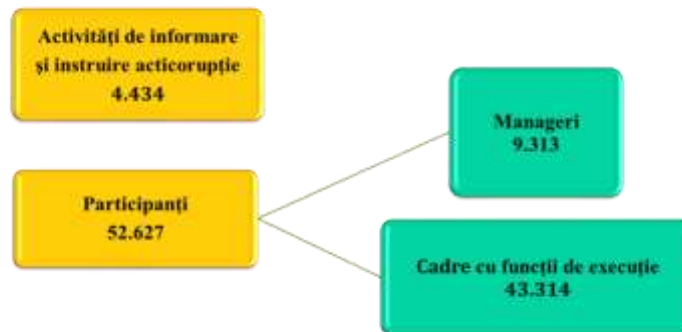 Activități de informare
și instruire acticorupție
4.434
Manageri
9.313
Participanți
52.627
Cadre cu funcții de execuție
43.314